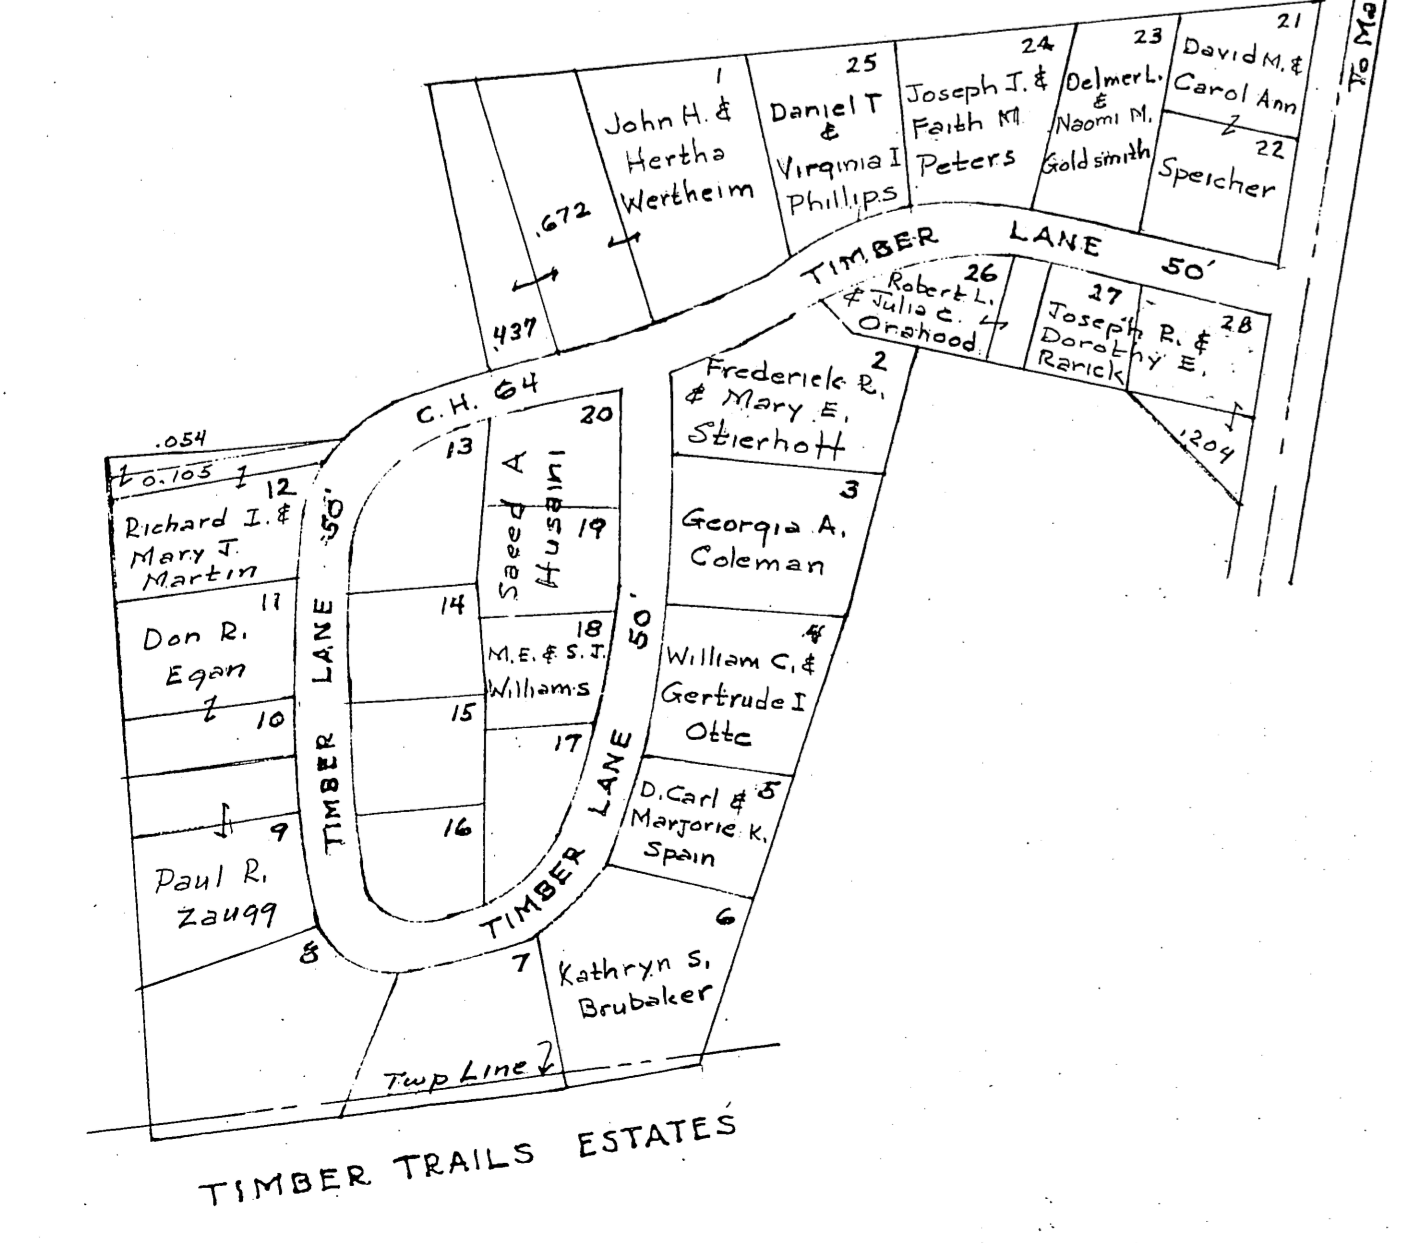 To Ma
21
David M. &
Carol Ann
22
Speicher
23
Delmer L.
&
Naomi M.
Goldsmith
24
Joseph J. &
Faith M
Peters
25
Daniel T
&
Virginia I
Phillips
1
John H. &
Hertha
Wertheim
.672
.437
TIMBER LANE 50'
26
Robert L.
& Julia C.
Orahood
27
28
Joseph R. &
Dorothy E.
Rarick
.204
C.H. 64
2
Frederick R.
& Mary E.
Stierhoff
3
Georgia A.
Coleman
4
William C. &
Gertrude I
Otte
5
D. Carl &
Marjorie K.
Spain
6
Kathryn S.
Brubaker
7
8
9
Paul R.
Zaugg
10
11
Don R.
Egan
12
Richard I. &
Mary J.
Martin
.054
0.105
13
14
15
16
17
18
M.E. & S.J.
Williams
19
20
Saeed A
Husaini
TIMBER LANE 50'
TIMBER LANE 50'
Twp Line
TIMBER TRAILS ESTATES